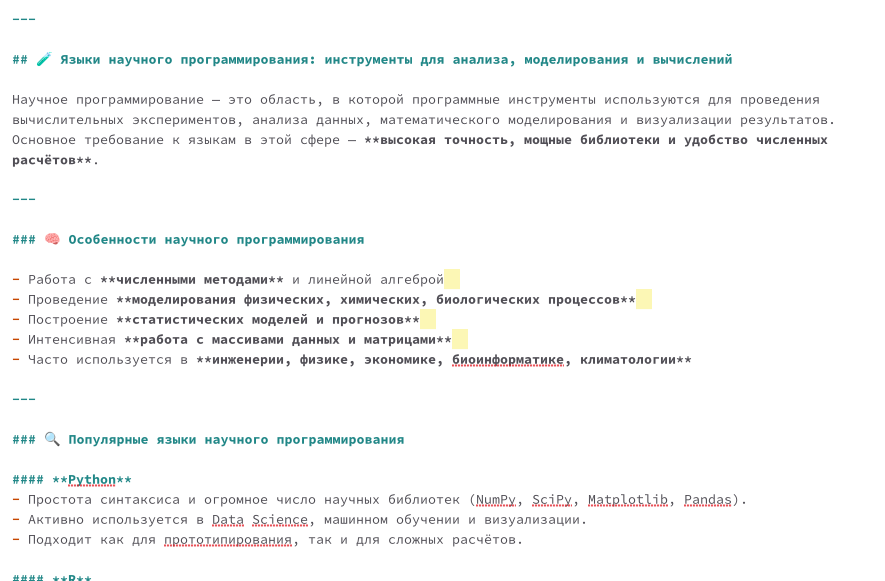 ---
## 🧪 Языки научного программирования: инструменты для анализа, моделирования и вычислений
Научное программирование — это область, в которой программные инструменты используются для проведения
вычислительных экспериментов, анализа данных, математического моделирования и визуализации результатов.
Основное требование к языкам в этой сфере — **высокая точность, мощные библиотеки и удобство численных
расчётов**.
---
### 🧠 Особенности научного программирования
- Работа с **численными методами** и линейной алгеброй
- Проведение **моделирования физических, химических, биологических процессов**
- Построение **статистических моделей и прогнозов**
- Интенсивная **работа с массивами данных и матрицами**
- Часто используется в **инженерии, физике, экономике, биоинформатике, климатологии**
---
### 🔍 Популярные языки научного программирования
#### **Python**
- Простота синтаксиса и огромное число научных библиотек (NumPy, SciPy, Matplotlib, Pandas).
- Активно используется в Data Science, машинном обучении и визуализации.
- Подходит как для прототипирования, так и для сложных расчётов.
#### **R**